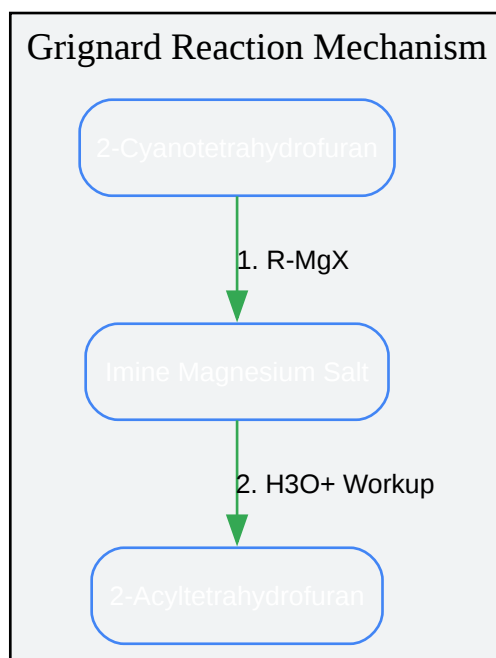 Grignard Reaction Mechanism
2-Cyanotetrahydrofuran
1. R-MgX
Imine Magnesium Salt
2. H3O+ Workup
2-Acyltetrahydrofuran